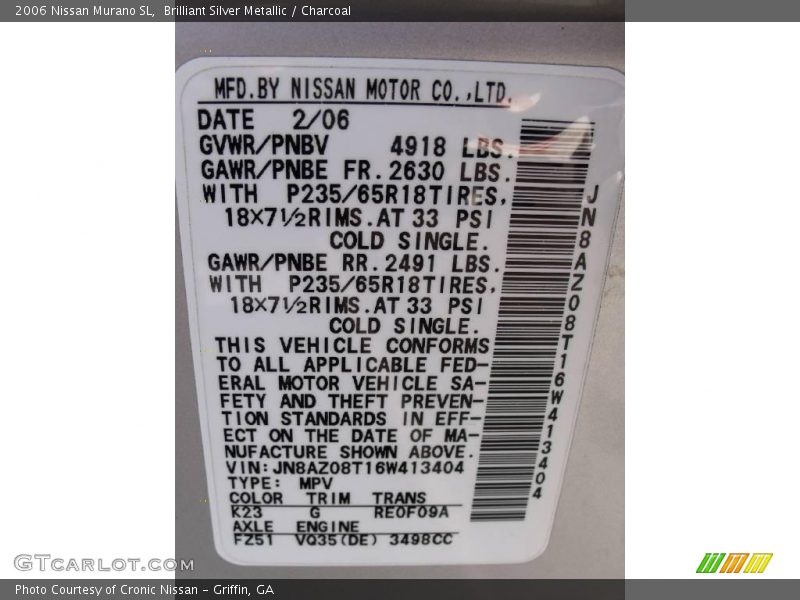 2006 Nissan Murano SL,  Brilliant Silver Metallic / Charcoal
MFD.BY NISSAN MOTOR CO.,LTD.
DATE 2/06
GVWR/PNBV 4918 LBS.
GAWR/PNBE FR.2630 LBS.
WITH P235/65R18TIRES,
18×7½RIMS.AT 33 PSI
COLD SINGLE.
GAWR/PNBE RR.2491 LBS.
WITH P235/65R18TIRES,
18×7½RIMS.AT 33 PSI
COLD SINGLE.
THIS VEHICLE CONFORMS
TO ALL APPLICABLE FED-
ERAL MOTOR VEHICLE SA-
FETY AND THEFT PREVEN-
TION STANDARDS IN EFF-
ECT ON THE DATE OF MA-
NUFACTURE SHOWN ABOVE.
VIN:JN8AZ08T16W413404
TYPE: MPV
COLOR TRIM TRANS
K23 G RE0F09A
AXLE ENGINE
FZ51 VQ35(DE) 3498CC
JN8AZ08T16W413404
GTcarlot.com
Photo Courtesy of Cronic Nissan - Griffin, GA